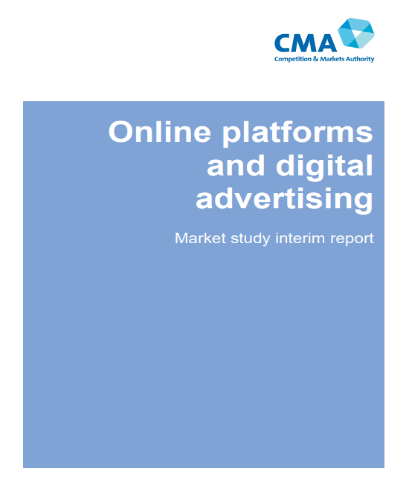 CMA
Competition & Markets Authority
Online platforms
and digital
advertising
Market study interim report